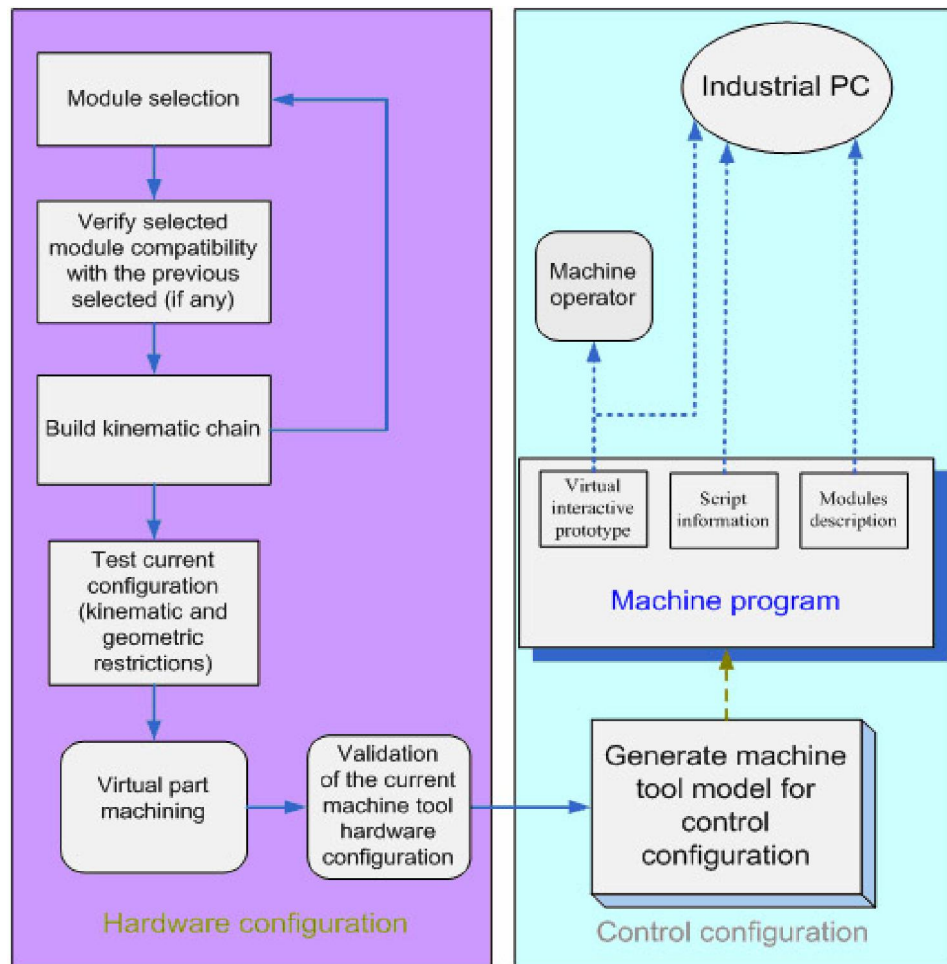 Module selection
Verify selected
module compatibility
with the previous
selected (if any)
Build kinematic chain
Test current
configuration
(kinematic and
geometric
restrictions)
Virtual part
machining
Validation
of the current
machine tool
hardware
configuration
Hardware configuration
Industrial PC
Machine
operator
Virtual
interactive
prototype
Script
information
Modules
description
Machine program
Generate machine
tool model for
control
configuration
Control configuration